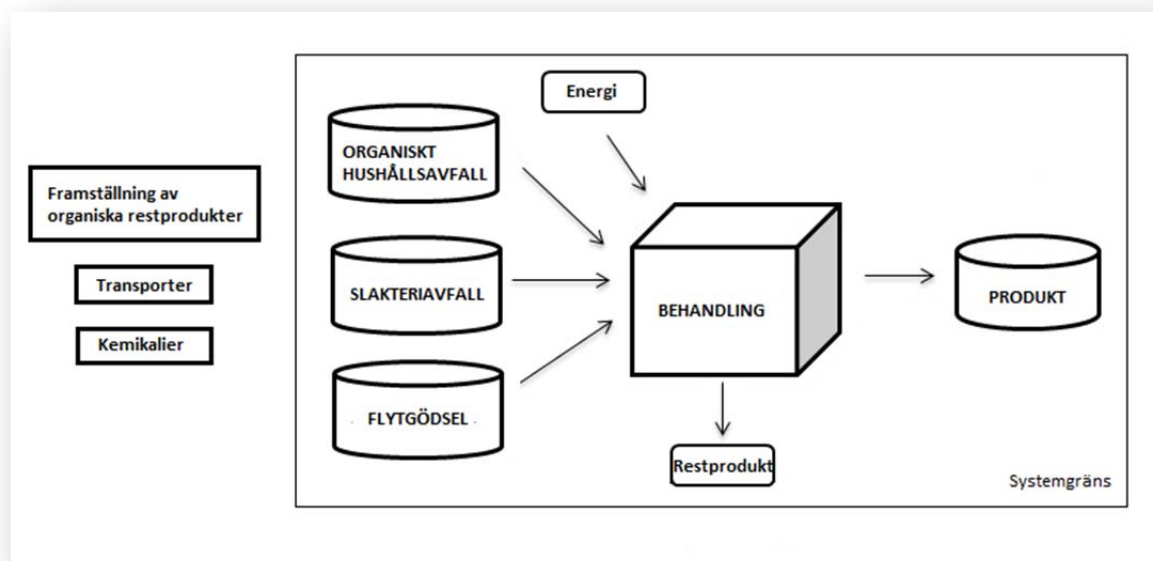 Framställning av
organiska restprodukter
Transporter
Kemikalier
Energi
ORGANISKT
HUSHÅLLSAVFALL
SLAKTERIAVFALL
FLYTGÖDSEL
BEHANDLING
PRODUKT
Restprodukt
Systemgräns